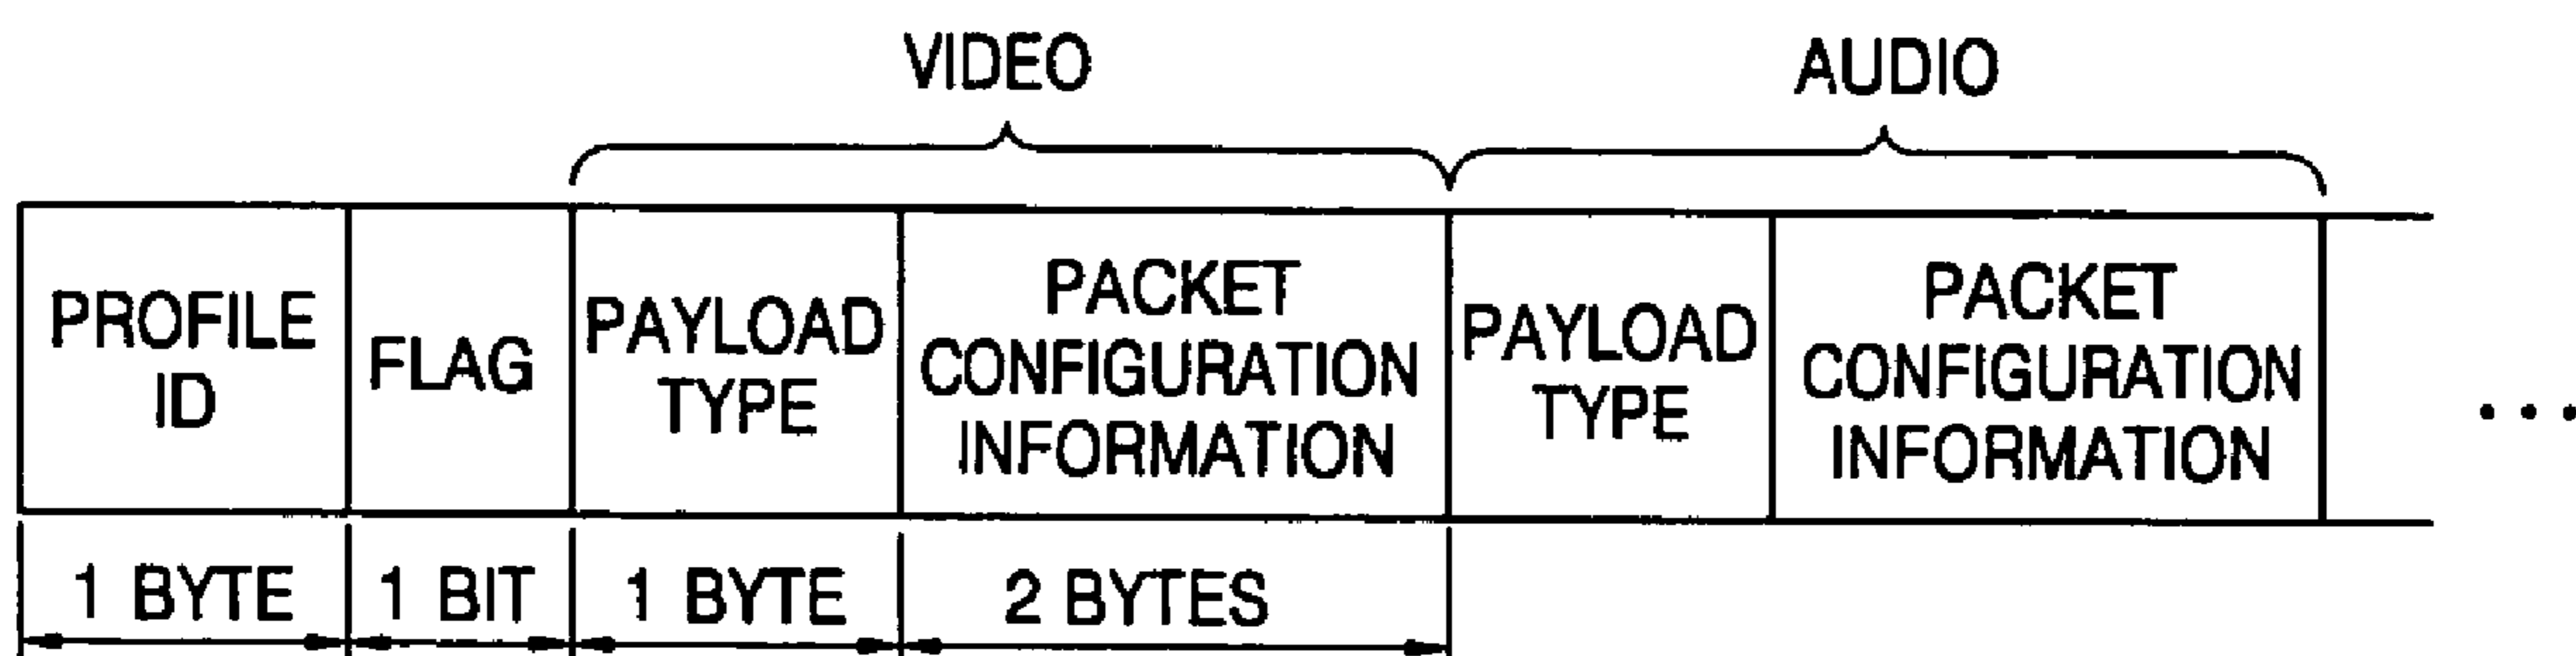 VIDEO
AUDIO
PROFILE
ID
FLAG
PAYLOAD
TYPE
PACKET
CONFIGURATION
INFORMATION
PAYLOAD
TYPE
PACKET
CONFIGURATION
INFORMATION
...
1 BYTE
1 BIT
1 BYTE
2 BYTES